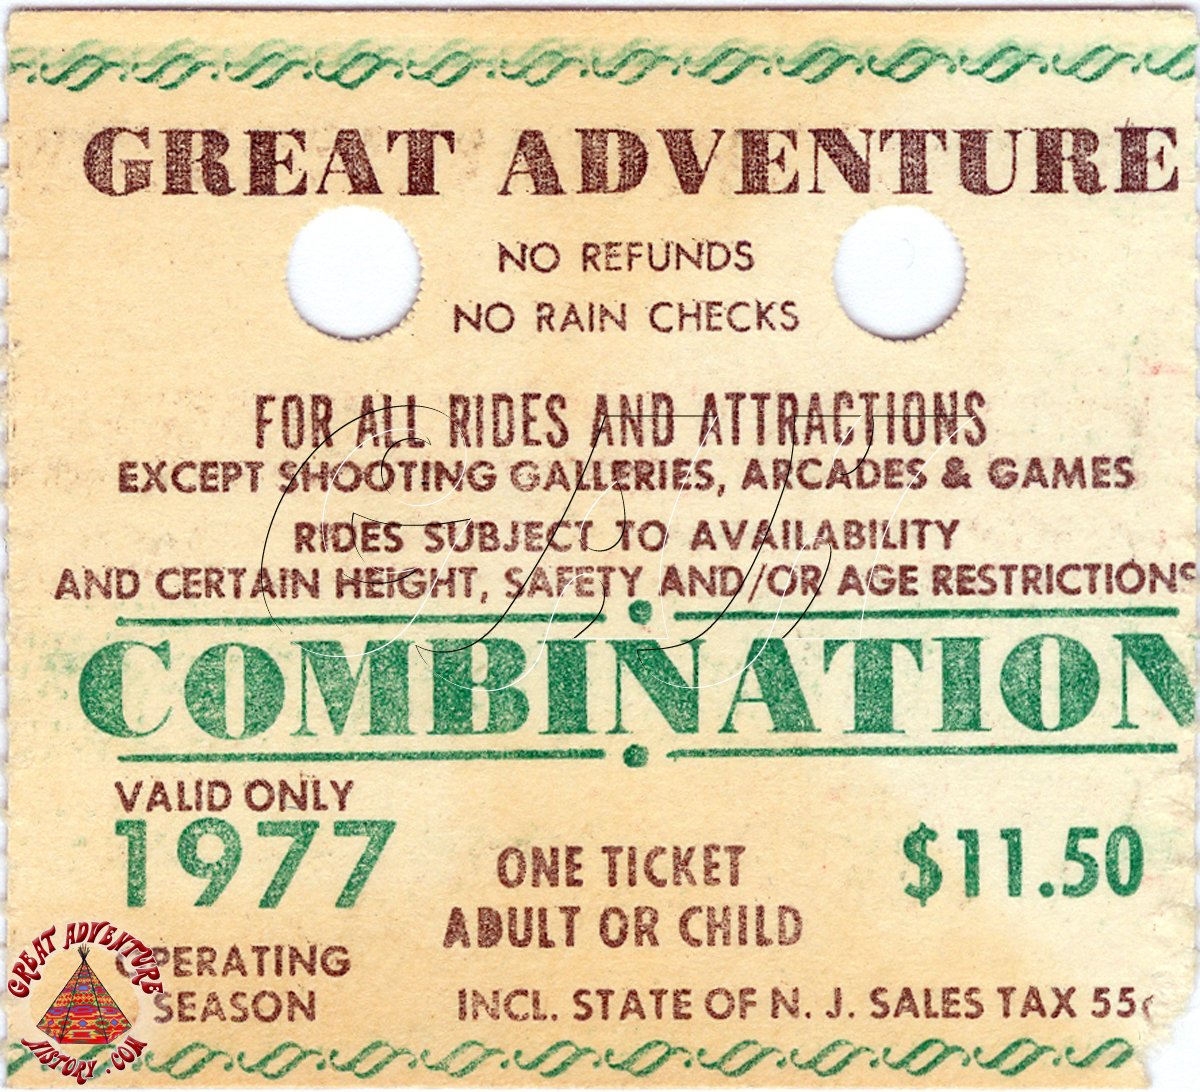 GREAT ADVENTURE
NO REFUNDS
NO RAIN CHECKS
FOR ALL RIDES AND ATTRACTIONS
EXCEPT SHOOTING GALLERIES, ARCADES & GAMES
RIDES SUBJECT TO AVAILABILITY
AND CERTAIN HEIGHT, SAFETY AND/OR AGE RESTRICTIONS
COMBINATION
VALID ONLY
1977
OPERATING
SEASON
ONE TICKET
ADULT OR CHILD
$11.50
INCL. STATE OF N. J. SALES TAX 55¢
GREAT ADVENTURE
HISTORY.COM